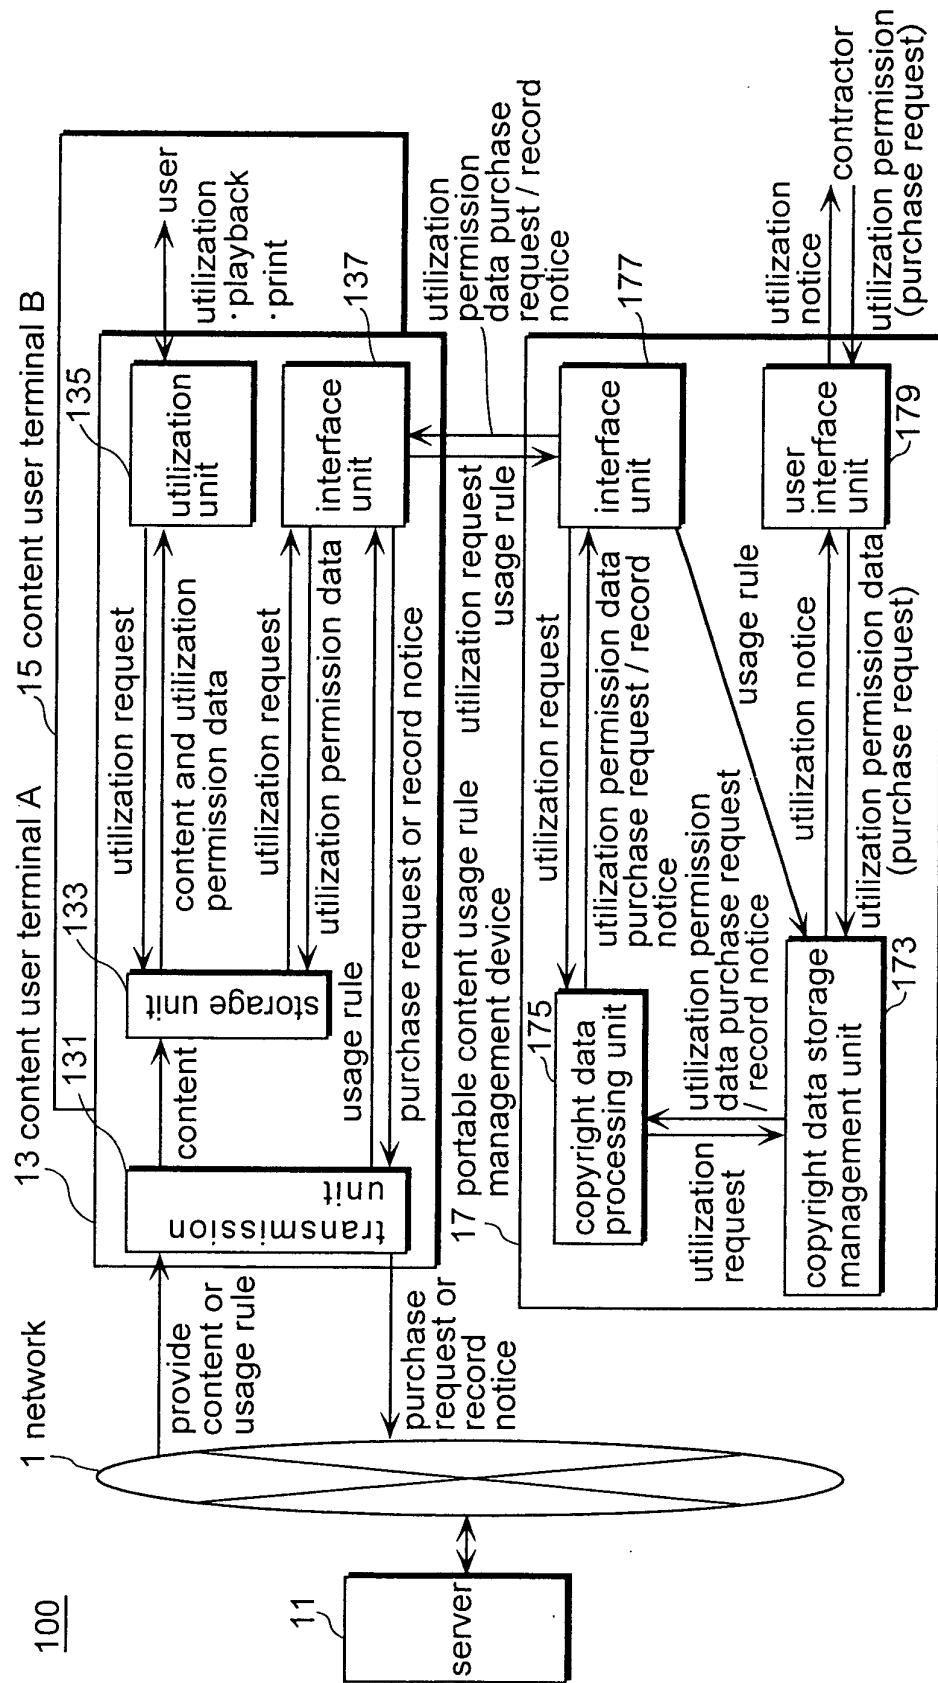 100
11
server
1 network
provide
content or
usage rule
purchase
request or
record
notice
13 content user terminal A
15 content user terminal B
131
transmission
unit
content
133
storage unit
utilization request
content and utilization
permission data
135
utilization
unit
user
utilization
·playback
·print
utilization request
utilization permission data
usage rule
purchase request or record notice
interface
unit
137
utilization request
usage rule
utilization
permission
data purchase
request / record
notice
17 portable content usage rule
management device
175
copyright data
processing unit
utilization request
utilization permission data
purchase request / record
notice
interface
unit
177
utilization
request
utilization permission
data purchase request
/ record notice
usage rule
copyright data storage
management unit
173
utilization notice
utilization permission data
(purchase request)
user
interface
unit
179
utilization
notice
contractor
utilization permission
(purchase request)